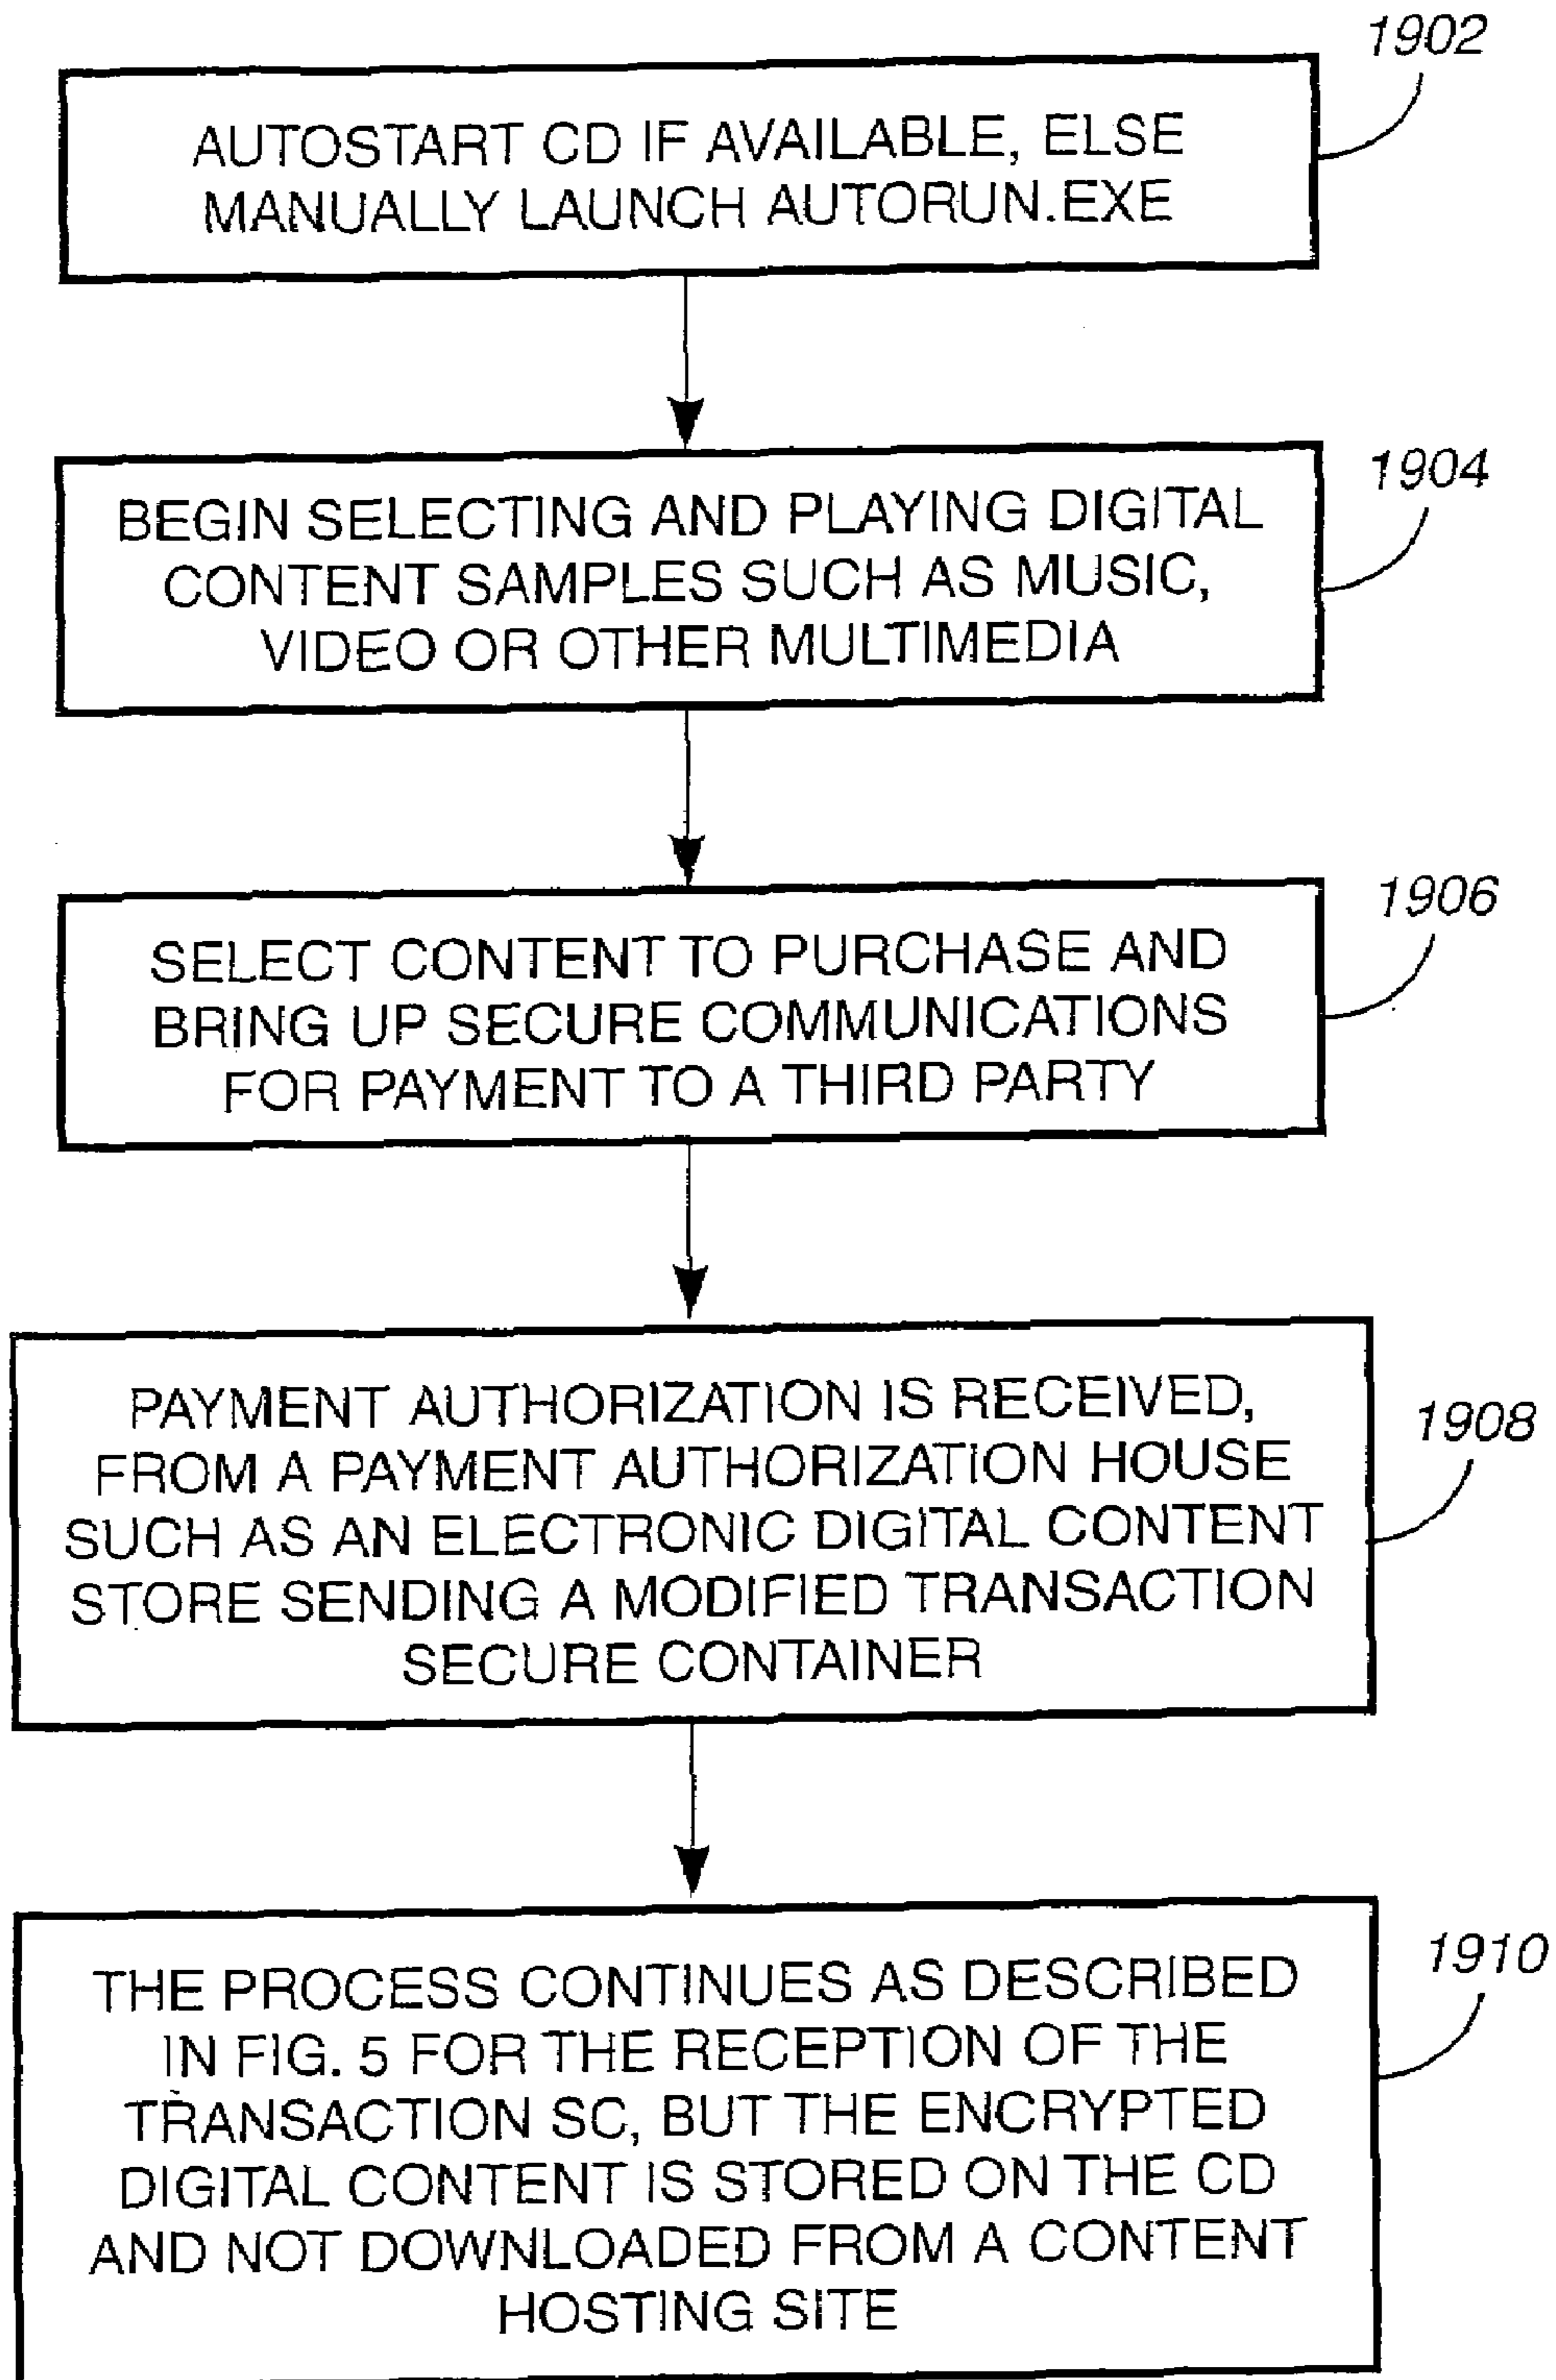 1902
AUTOSTART CD IF AVAILABLE, ELSE
MANUALLY LAUNCH AUTORUN.EXE
1904
BEGIN SELECTING AND PLAYING DIGITAL
CONTENT SAMPLES SUCH AS MUSIC,
VIDEO OR OTHER MULTIMEDIA
1906
SELECT CONTENT TO PURCHASE AND
BRING UP SECURE COMMUNICATIONS
FOR PAYMENT TO A THIRD PARTY
1908
PAYMENT AUTHORIZATION IS RECEIVED,
FROM A PAYMENT AUTHORIZATION HOUSE
SUCH AS AN ELECTRONIC DIGITAL CONTENT
STORE SENDING A MODIFIED TRANSACTION
SECURE CONTAINER
1910
THE PROCESS CONTINUES AS DESCRIBED
IN FIG. 5 FOR THE RECEPTION OF THE
TRANSACTION SC, BUT THE ENCRYPTED
DIGITAL CONTENT IS STORED ON THE CD
AND NOT DOWNLOADED FROM A CONTENT
HOSTING SITE